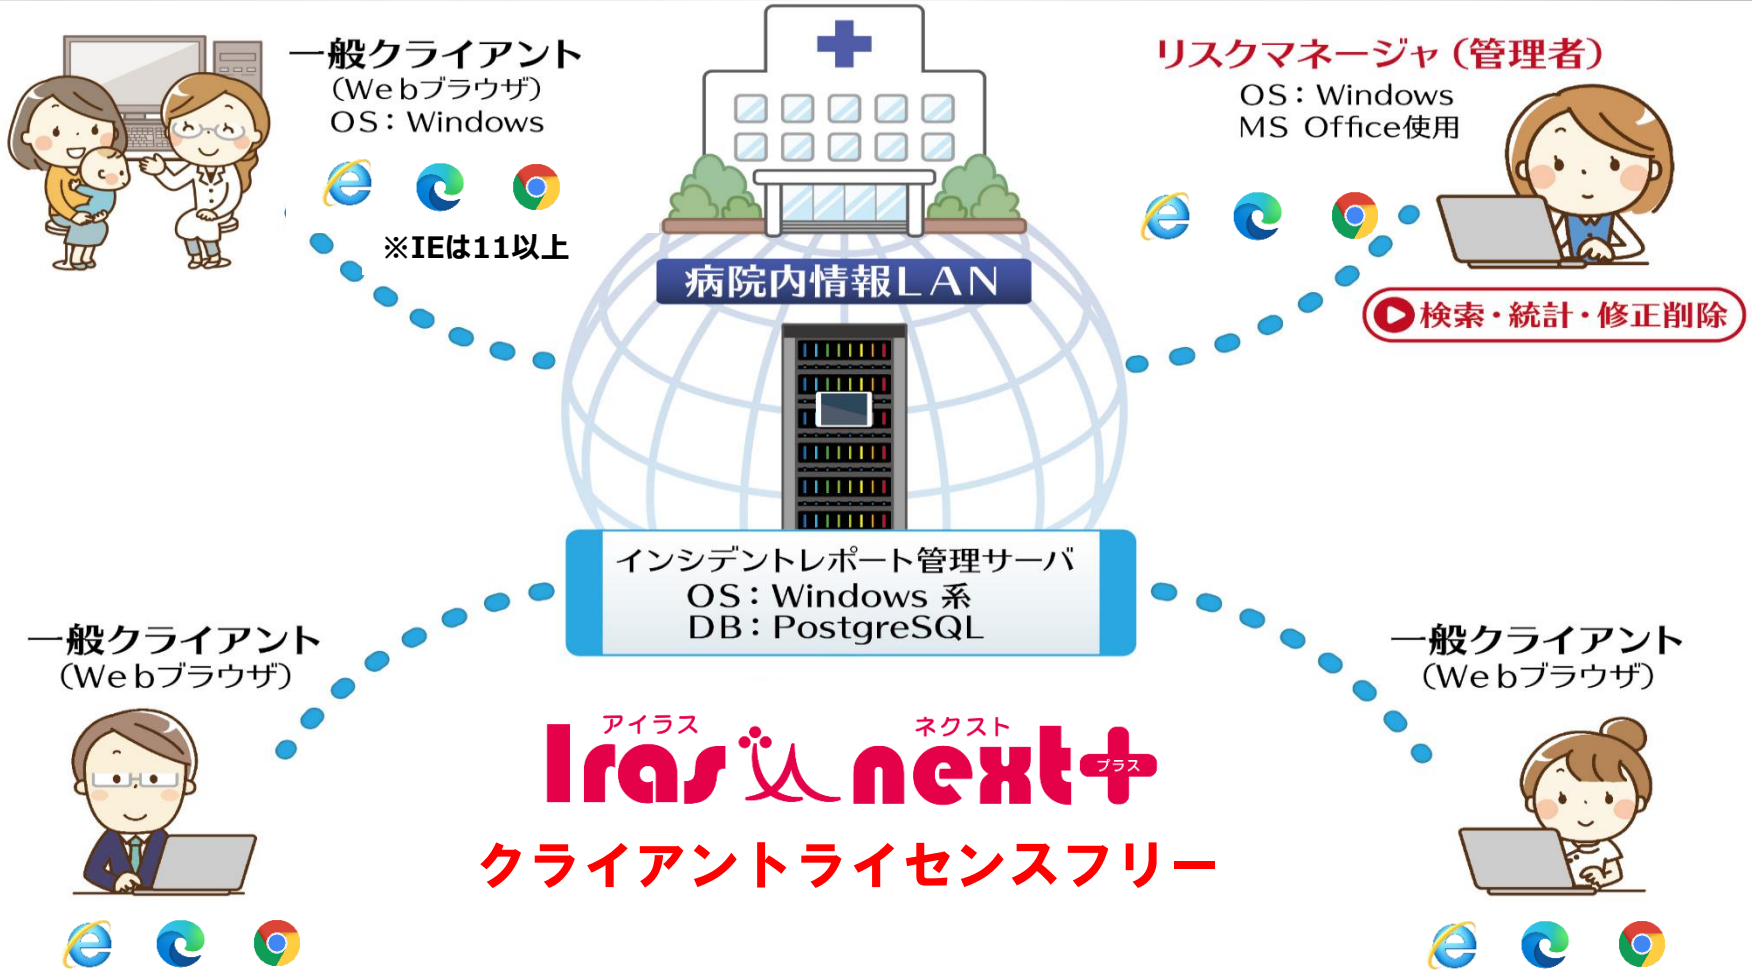 一般クライアント
（Webブラウザ）
OS：Windows
※IEは11以上
リスクマネージャ（管理者）
OS：Windows
MS Office使用
検索・統計・修正削除
病院内情報LAN
インシデントレポート管理サーバ
OS：Windows 系
DB：PostgreSQL
一般クライアント
（Webブラウザ）
一般クライアント
（Webブラウザ）
アイラス ネクスト
Iras next+
プラス
クライアントライセンスフリー